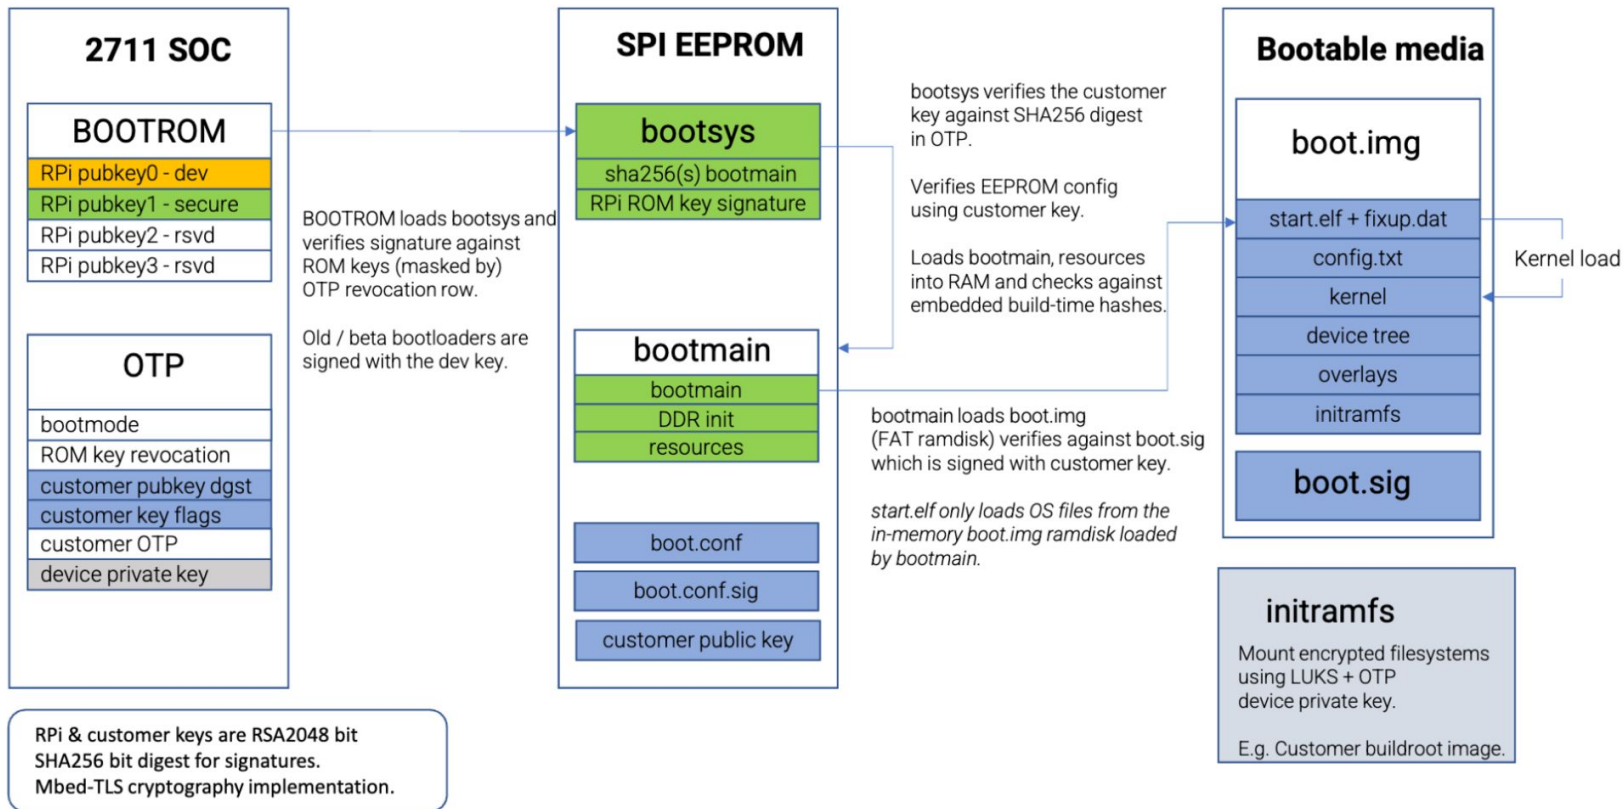 2711 SOC
BOOTROM
RPi pubkey0 - dev
RPi pubkey1 - secure
RPi pubkey2 - rsvd
RPi pubkey3 - rsvd
OTP
bootmode
ROM key revocation
customer pubkey dgst
customer key flags
customer OTP
device private key
RPi & customer keys are RSA2048 bit
SHA256 bit digest for signatures.
Mbed-TLS cryptography implementation.
BOOTROM loads bootsys and
verifies signature against
ROM keys (masked by)
OTP revocation row.
Old / beta bootloaders are
signed with the dev key.
SPI EEPROM
bootsys
sha256(s) bootmain
RPi ROM key signature
bootmain
bootmain
DDR init
resources
boot.conf
boot.conf.sig
customer public key
bootsys verifies the customer
key against SHA256 digest
in OTP.
Verifies EEPROM config
using customer key.
Loads bootmain, resources
into RAM and checks against
embedded build-time hashes.
bootmain loads boot.img
(FAT ramdisk) verifies against boot.sig
which is signed with customer key.
start.elf only loads OS files from the
in-memory boot.img ramdisk loaded
by bootmain.
Bootable media
boot.img
start.elf + fixup.dat
config.txt
kernel
device tree
overlays
initramfs
boot.sig
Kernel load
initramfs
Mount encrypted filesystems
using LUKS + OTP
device private key.
E.g. Customer buildroot image.